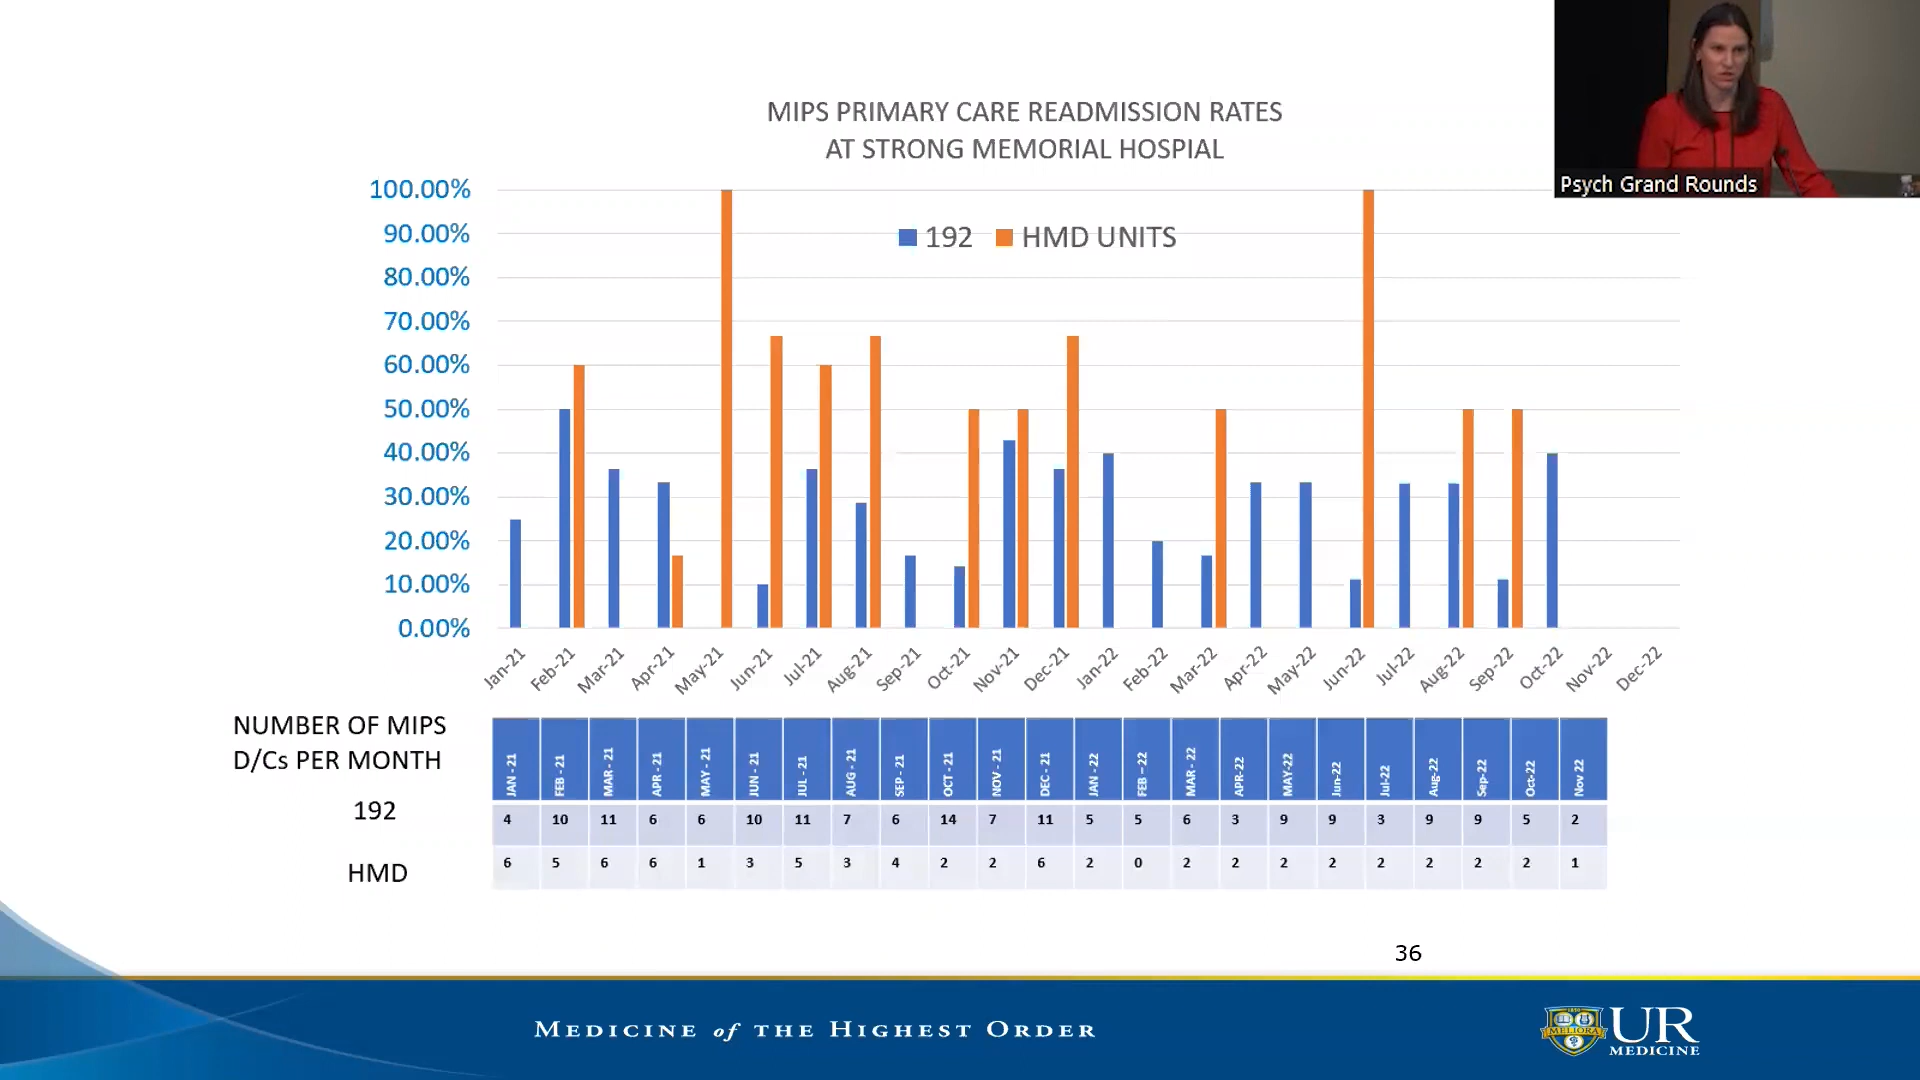 MIPS PRIMARY CARE READMISSION RATES
AT STRONG MEMORIAL HOSPIAL
Psych Grand Rounds
192 HMD UNITS
100.00%
90.00%
80.00%
70.00%
60.00%
50.00%
40.00%
30.00%
20.00%
10.00%
0.00%
Jan-21 Feb-21 Mar-21 Apr-21 May-21 Jun-21 Jul-21 Aug-21 Sep-21 Oct-21 Nov-21 Dec-21 Jan-22 Feb-22 Mar-22 Apr-22 May-22 Jun-22 Jul-22 Aug-22 Sep-22 Oct-22 Nov-22 Dec-22
NUMBER OF MIPS
D/Cs PER MONTH
JAN - 21 FEB - 21 MAR - 21 APR - 21 MAY - 21 JUN - 21 JUL - 21 AUG - 21 SEP - 21 OCT - 21 NOV - 21 DEC - 21 JAN - 22 FEB – 22 MAR - 22 APR-22 MAY-22 Jun-22 Jul-22 Aug-22 Sep-22 Oct-22 Nov 22
192 4 10 11 6 6 10 11 7 6 14 7 11 5 5 6 3 9 9 3 9 9 5 2
HMD 6 5 6 6 1 3 5 3 4 2 2 6 2 0 2 2 2 2 2 2 2 2 1
36
MEDICINE of THE HIGHEST ORDER
MELIORA
UR
MEDICINE